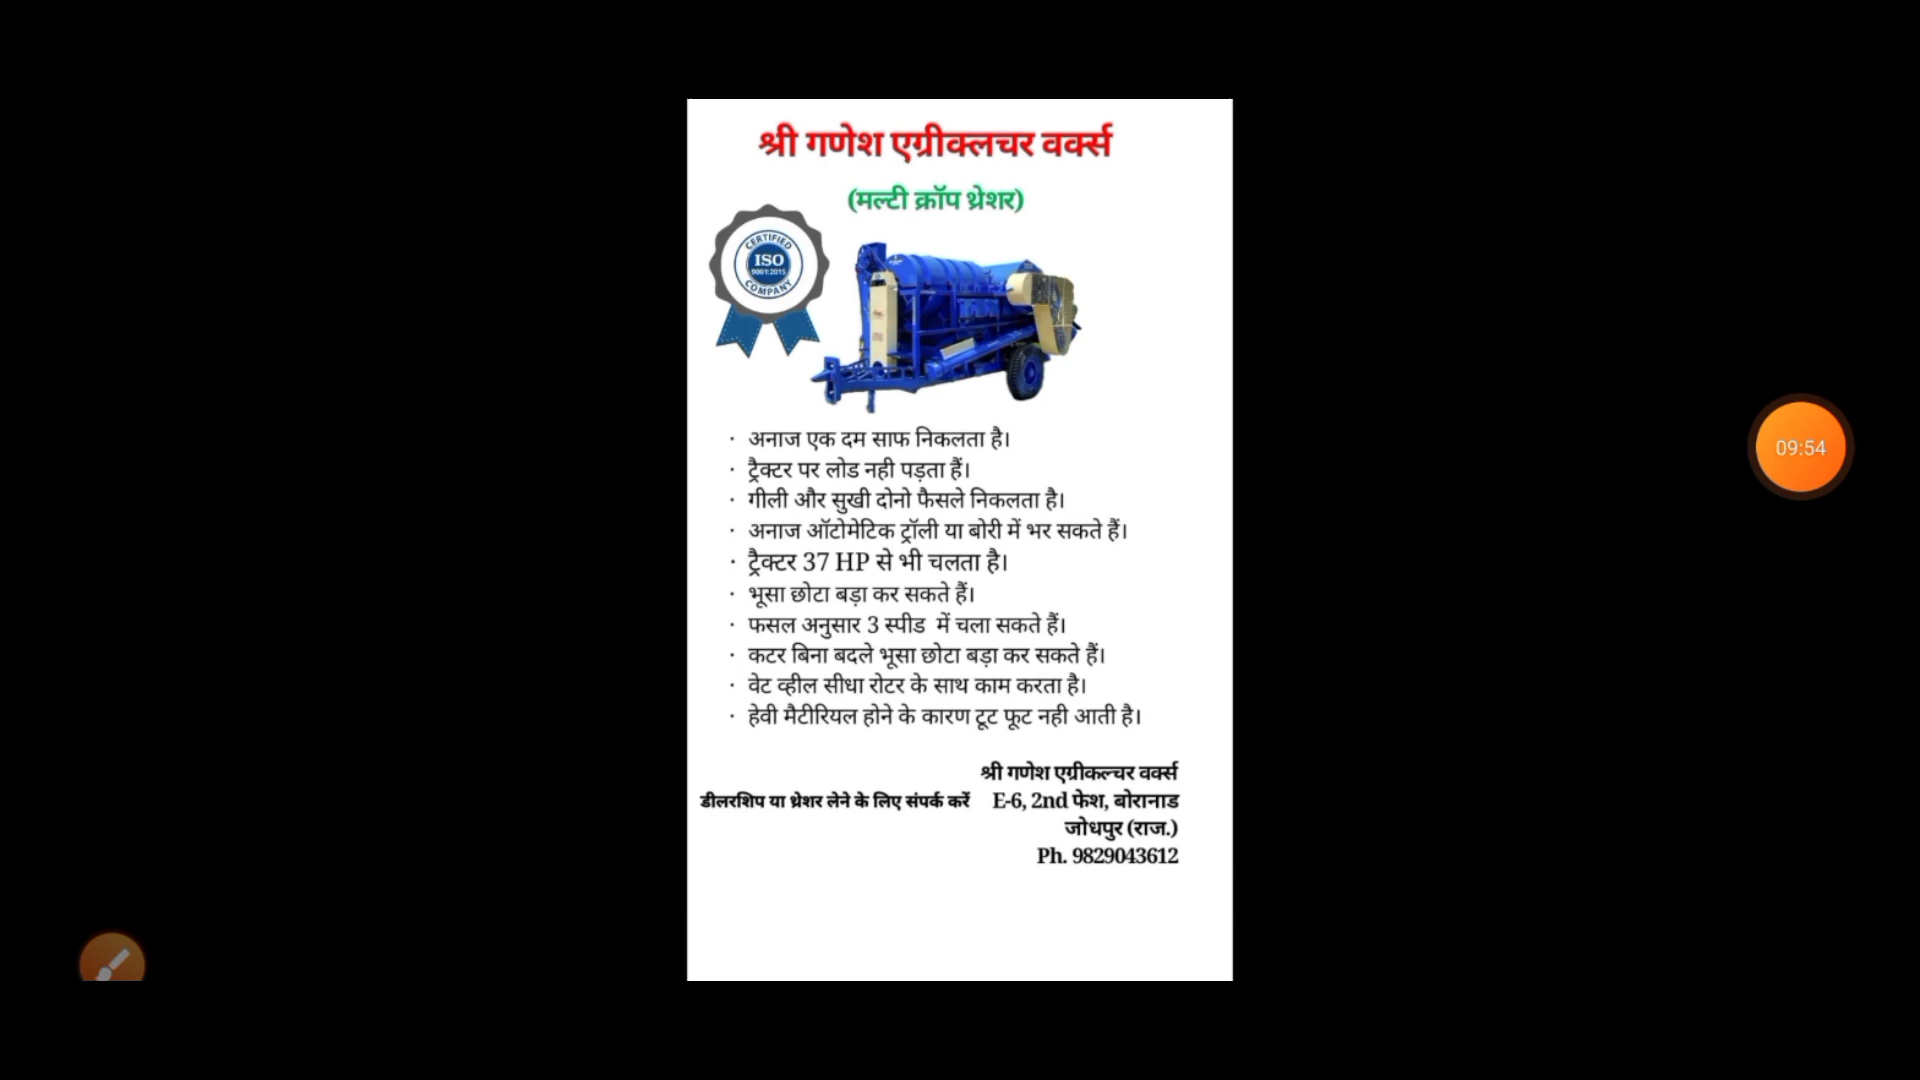 श्री गणेश एग्रीक्लचर वर्क्स
(मल्टी क्रॉप थ्रेशर)
CERTIFIED
ISO
9001:2015
COMPANY
· अनाज एक दम साफ निकलता है।
· ट्रैक्टर पर लोड नही पड़ता हैं।
· गीली और सुखी दोनो फैसले निकलता है।
· अनाज ऑटोमेटिक ट्रॉली या बोरी में भर सकते हैं।
· ट्रैक्टर 37 HP से भी चलता है।
· भूसा छोटा बड़ा कर सकते हैं।
· फसल अनुसार 3 स्पीड में चला सकते हैं।
· कटर बिना बदले भूसा छोटा बड़ा कर सकते हैं।
· वेट व्हील सीधा रोटर के साथ काम करता है।
· हेवी मैटीरियल होने के कारण टूट फूट नही आती है।
श्री गणेश एग्रीकल्चर वर्क्स
डीलरशिप या थ्रेशर लेने के लिए संपर्क करें E-6, 2nd फेश, बोरानाड
जोधपुर (राज.)
Ph. 9829043612
09:54